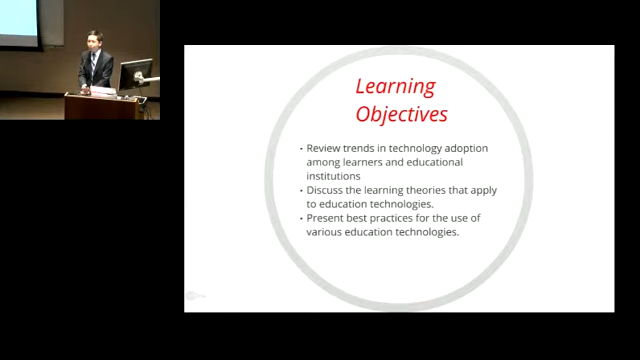 Learning
Objectives
• Review trends in technology adoption
among learners and educational
institutions
• Discuss the learning theories that apply
to education technologies.
• Present best practices for the use of
various education technologies.